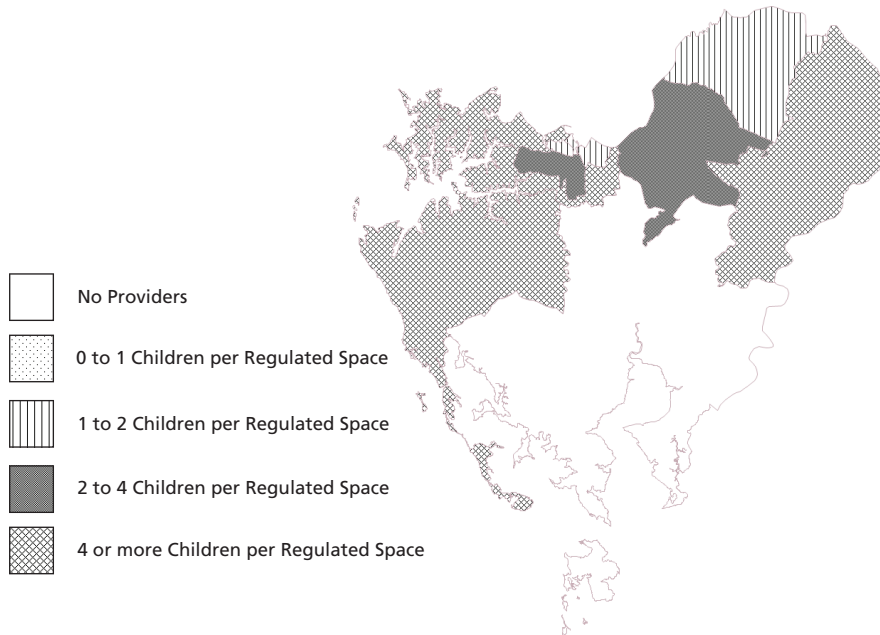 No Providers
0 to 1 Children per Regulated Space
1 to 2 Children per Regulated Space
2 to 4 Children per Regulated Space
4 or more Children per Regulated Space